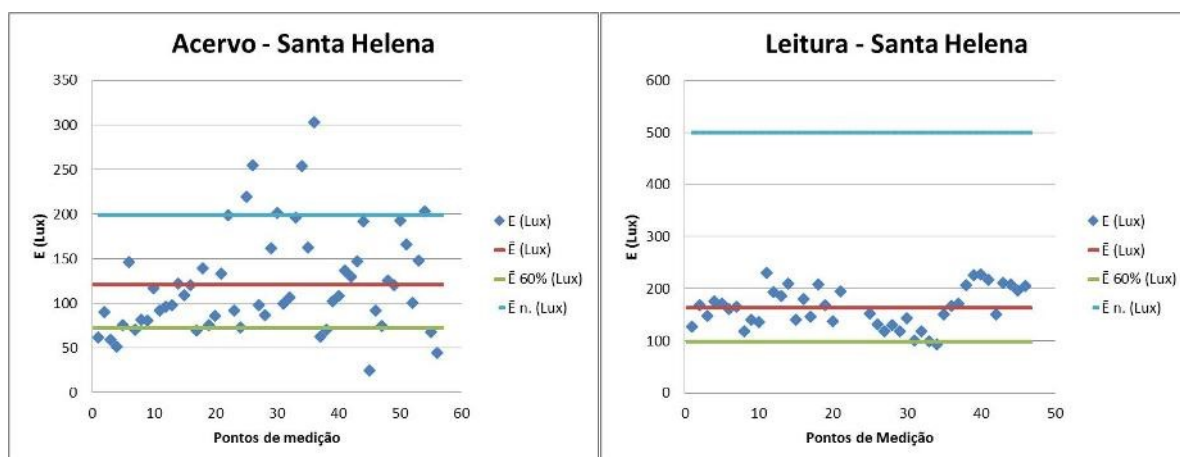 Acervo - Santa Helena
350
300
250
200
150
100
50
0
E (Lux)
0 10 20 30 40 50 60
Pontos de medição
E (Lux)
Ē (Lux)
Ē 60% (Lux)
Ē n. (Lux)
Leitura - Santa Helena
600
500
400
300
200
100
0
E (Lux)
0 10 20 30 40 50
Pontos de Medição
E (Lux)
Ē (Lux)
Ē 60% (Lux)
Ē n. (Lux)